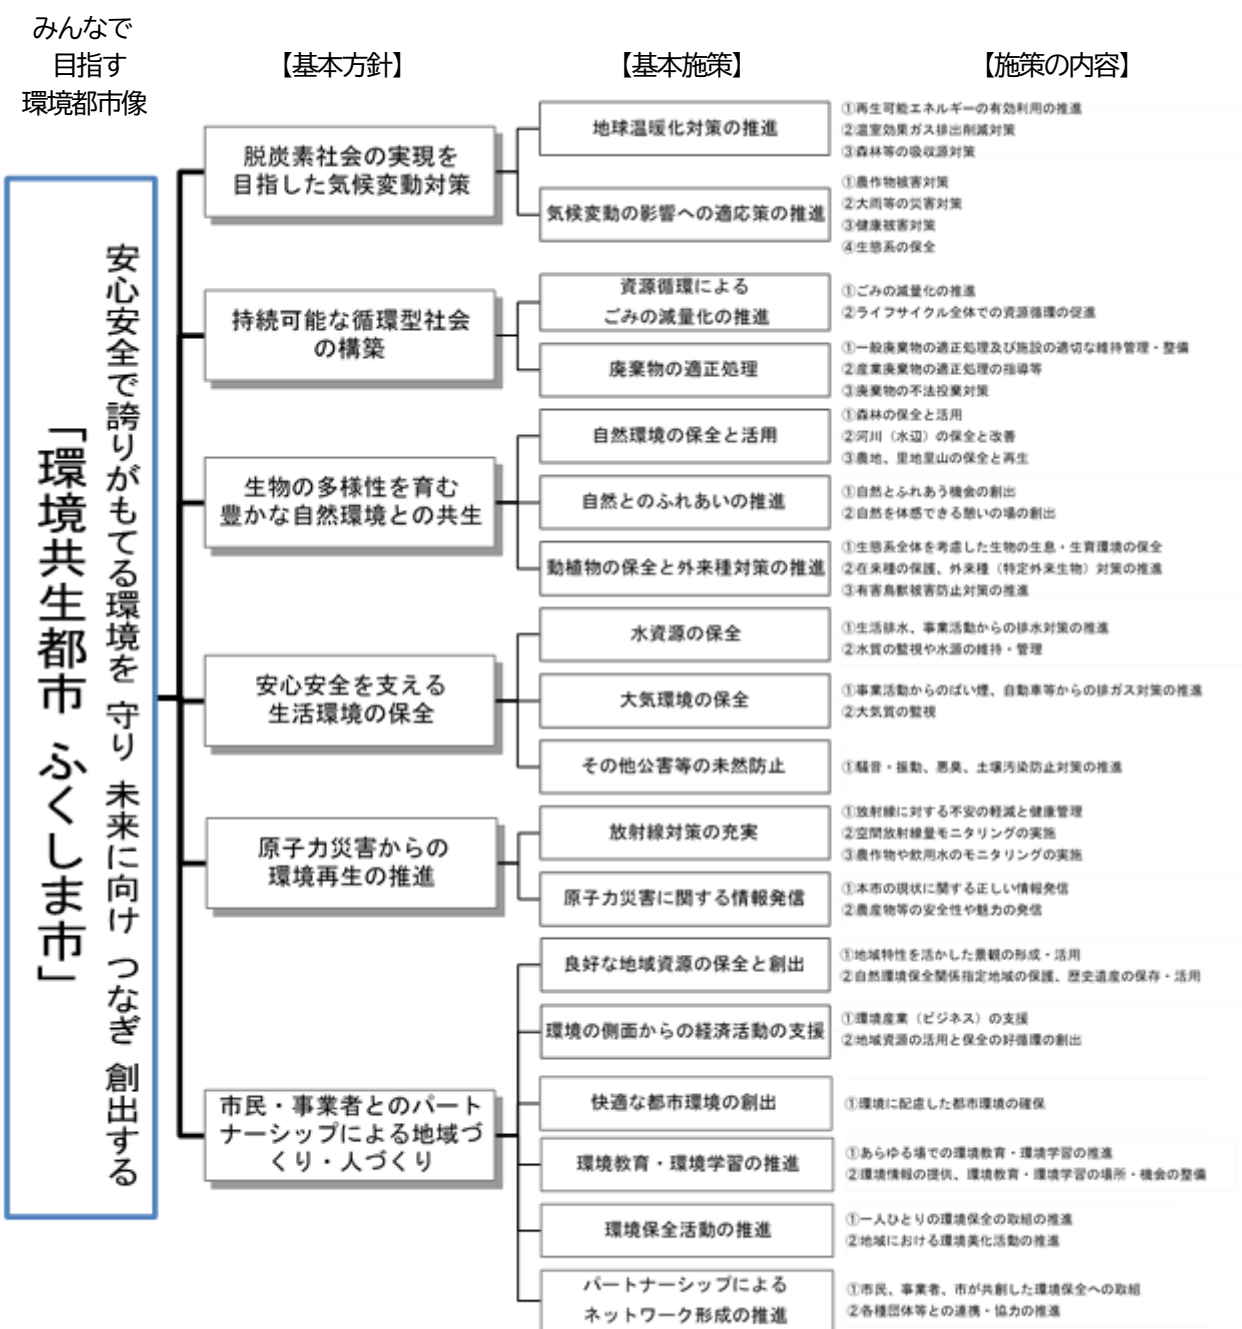 みんなで
目指す
環境都市像
【基本方針】
【基本施策】
【施策の内容】
安心安全で誇りがもてる環境を 守り 未来に向け つなぎ 創出する
「環境共生都市 ふくしま市」
脱炭素社会の実現を
目指した気候変動対策
地球温暖化対策の推進
①再生可能エネルギーの有効利用の推進
②温室効果ガス排出削減対策
③森林等の吸収源対策
気候変動の影響への適応策の推進
①農作物被害対策
②大雨等の災害対策
③健康被害対策
④生態系の保全
持続可能な循環型社会
の構築
資源循環による
ごみの減量化の推進
①ごみの減量化の推進
②ライフサイクル全体での資源循環の促進
廃棄物の適正処理
①一般廃棄物の適正処理及び施設の適切な維持管理・整備
②産業廃棄物の適正処理の指導等
③廃棄物の不法投棄対策
生物の多様性を育む
豊かな自然環境との共生
自然環境の保全と活用
①森林の保全と活用
②河川（水辺）の保全と改善
③農地、里地里山の保全と再生
自然とのふれあいの推進
①自然とふれあう機会の創出
②自然を体感できる憩いの場の創出
動植物の保全と外来種対策の推進
①生態系全体を考慮した生物の生息・生育環境の保全
②在来種の保護、外来種（特定外来生物）対策の推進
③有害鳥獣被害防止対策の推進
安心安全を支える
生活環境の保全
水資源の保全
①生活排水、事業活動からの排水対策の推進
②水質の監視や水源の維持・管理
大気環境の保全
①事業活動からのばい煙、自動車等からの排ガス対策の推進
②大気質の監視
その他公害等の未然防止
①騒音・振動、悪臭、土壌汚染防止対策の推進
原子力災害からの
環境再生の推進
放射線対策の充実
①放射線に対する不安の軽減と健康管理
②空間放射線量モニタリングの実施
③農作物や飲用水のモニタリングの実施
原子力災害に関する情報発信
①本市の現状に関する正しい情報発信
②農産物等の安全性や魅力の発信
市民・事業者とのパート
ナーシップによる地域づ
くり・人づくり
良好な地域資源の保全と創出
①地域特性を活かした景観の形成・活用
②自然環境保全関係指定地域の保護、歴史遺産の保存・活用
環境の側面からの経済活動の支援
①環境産業（ビジネス）の支援
②地域資源の活用と保全の好循環の創出
快適な都市環境の創出
①環境に配慮した都市環境の確保
環境教育・環境学習の推進
①あらゆる場での環境教育・環境学習の推進
②環境情報の提供、環境教育・環境学習の場所・機会の整備
環境保全活動の推進
①一人ひとりの環境保全の取組の推進
②地域における環境美化活動の推進
パートナーシップによる
ネットワーク形成の推進
①市民、事業者、市が共創した環境保全への取組
②各種団体等との連携・協力の推進